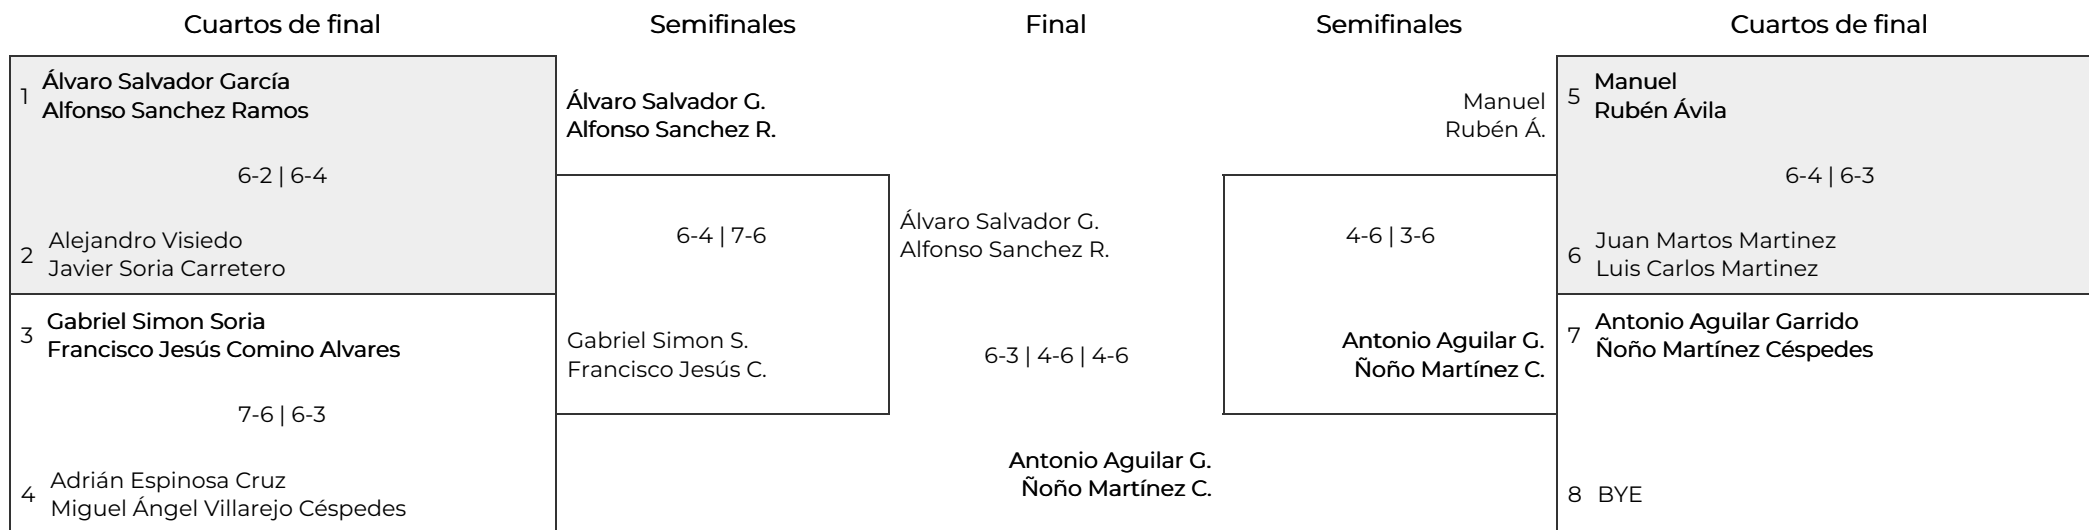 Cuartos de final
Semifinales
Final
Semifinales
Cuartos de final
1
Álvaro Salvador García
Alfonso Sanchez Ramos
6-2 | 6-4
2
Alejandro Visiedo
Javier Soria Carretero
3
Gabriel Simon Soria
Francisco Jesús Comino Alvares
7-6 | 6-3
4
Adrián Espinosa Cruz
Miguel Ángel Villarejo Céspedes
Álvaro Salvador G.
Alfonso Sanchez R.
6-4 | 7-6
Gabriel Simon S.
Francisco Jesús C.
Álvaro Salvador G.
Alfonso Sanchez R.
6-3 | 4-6 | 4-6
Antonio Aguilar G.
Ñoño Martínez C.
Manuel
Rubén Á.
4-6 | 3-6
Antonio Aguilar G.
Ñoño Martínez C.
5
Manuel
Rubén Ávila
6-4 | 6-3
6
Juan Martos Martinez
Luis Carlos Martinez
7
Antonio Aguilar Garrido
Ñoño Martínez Céspedes
8
BYE